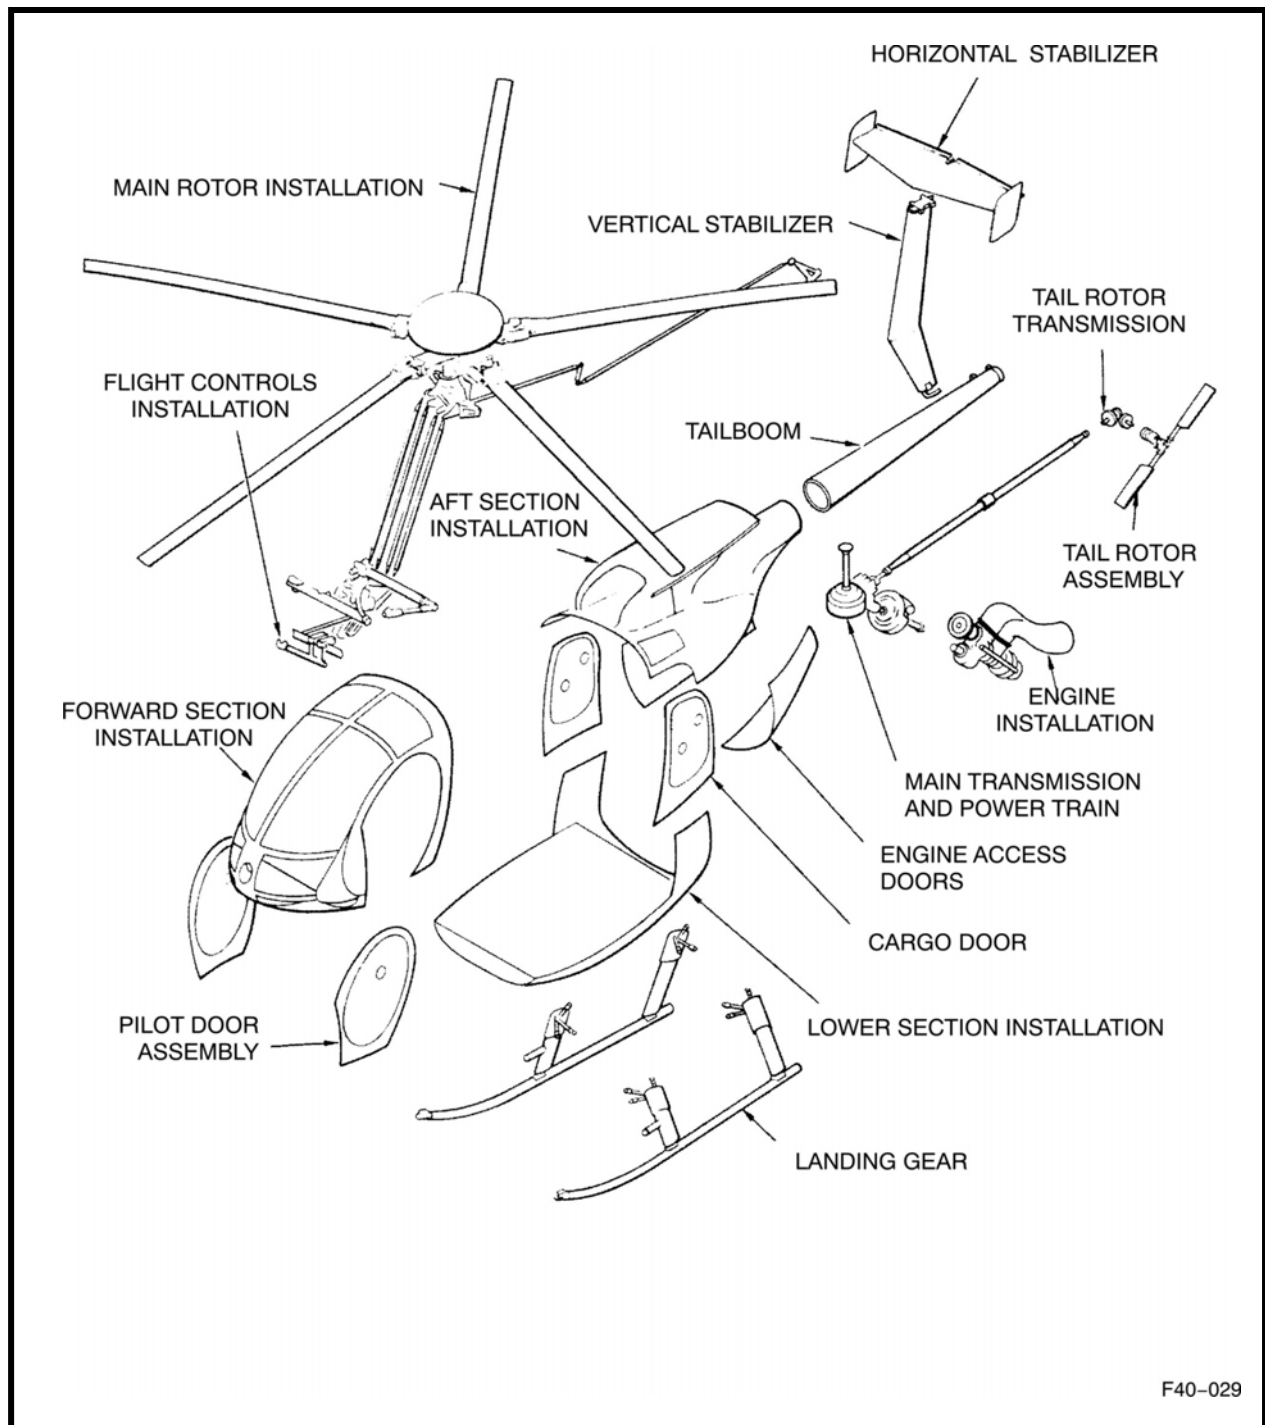 HORIZONTAL STABILIZER
MAIN ROTOR INSTALLATION
VERTICAL STABILIZER
TAIL ROTOR
TRANSMISSION
FLIGHT CONTROLS
INSTALLATION
TAILBOOM
AFT SECTION
INSTALLATION
TAIL ROTOR
ASSEMBLY
FORWARD SECTION
INSTALLATION
ENGINE
INSTALLATION
MAIN TRANSMISSION
AND POWER TRAIN
ENGINE ACCESS
DOORS
CARGO DOOR
PILOT DOOR
ASSEMBLY
LOWER SECTION INSTALLATION
LANDING GEAR
F40–029